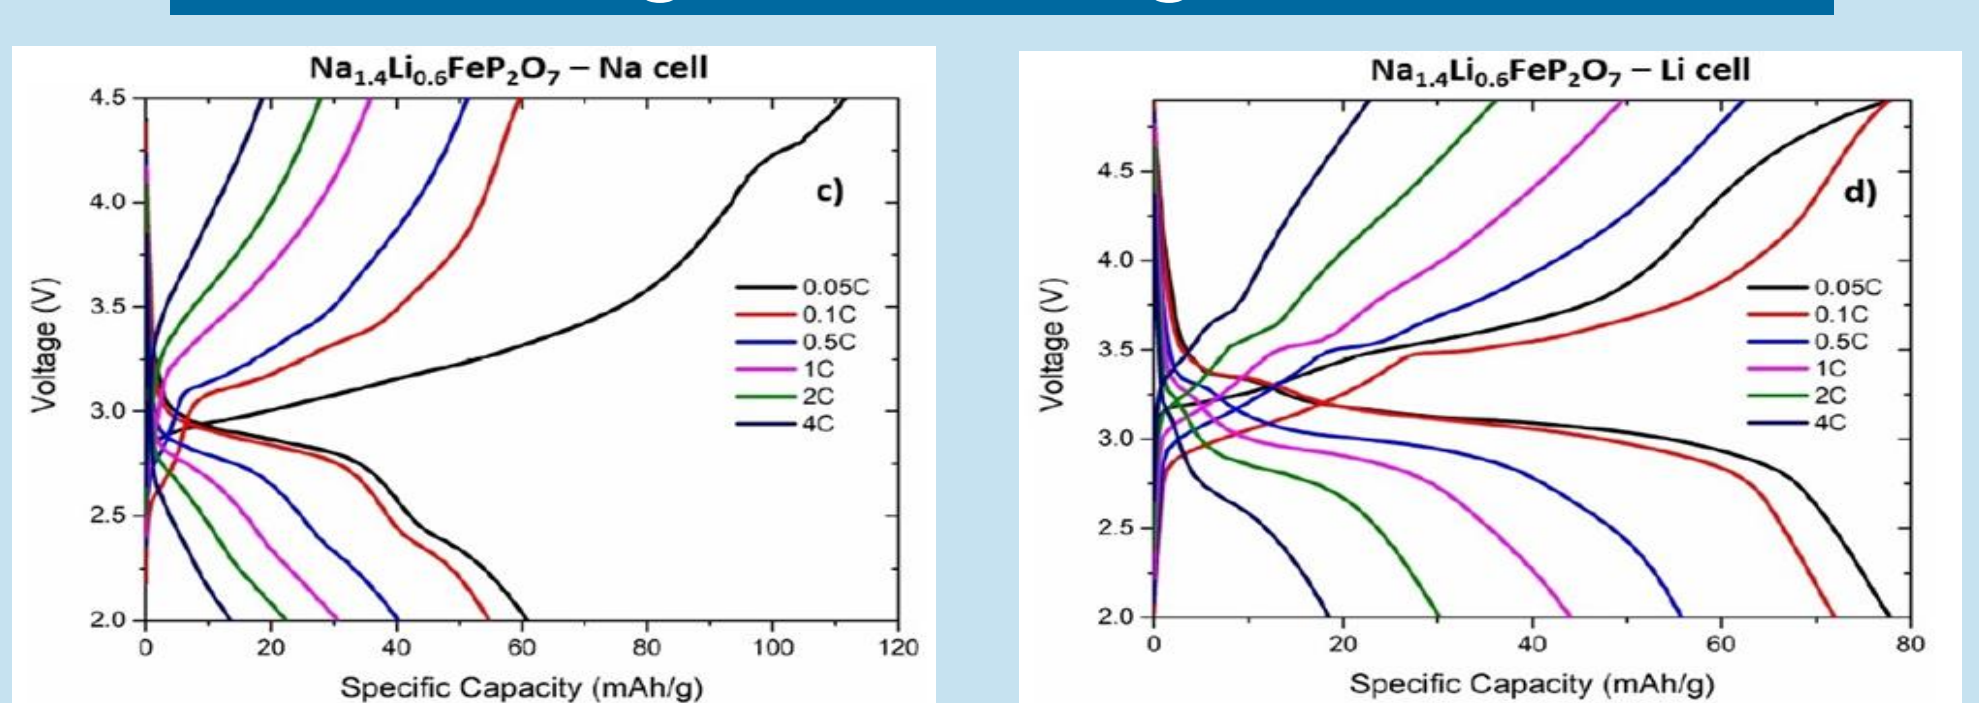 Na1.4Li0.6FeP2O7 – Na cell
4.5
4.0
3.5
3.0
2.5
2.0
0
20
40
60
80
100
120
Voltage (V)
Specific Capacity (mAh/g)
c)
0.05C
0.1C
0.5C
1C
2C
4C
Na1.4Li0.6FeP2O7 – Li cell
4.5
4.0
3.5
3.0
2.5
2.0
0
20
40
60
80
Voltage (V)
Specific Capacity (mAh/g)
d)
0.05C
0.1C
0.5C
1C
2C
4C